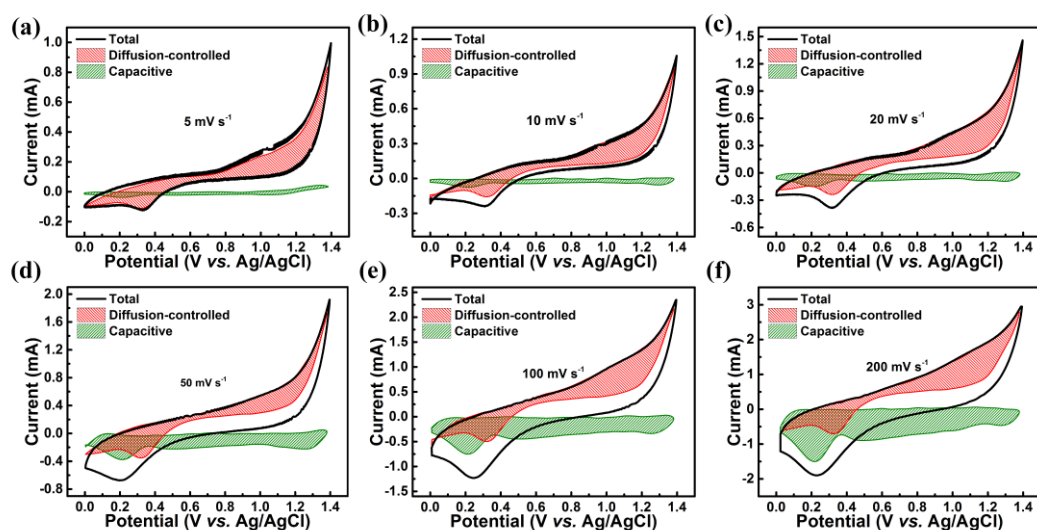 (a)
Total
Diffusion-controlled
Capacitive
5 mV s⁻¹
1.0
0.8
0.6
0.4
0.2
0.0
-0.2
Current (mA)
0.0 0.2 0.4 0.6 0.8 1.0 1.2 1.4
Potential (V vs. Ag/AgCl)
(b)
Total
Diffusion-controlled
Capacitive
10 mV s⁻¹
1.2
0.9
0.6
0.3
0.0
-0.3
Current (mA)
0.0 0.2 0.4 0.6 0.8 1.0 1.2 1.4
Potential (V vs. Ag/AgCl)
(c)
Total
Diffusion-controlled
Capacitive
20 mV s⁻¹
1.5
1.2
0.9
0.6
0.3
0.0
-0.3
-0.6
Current (mA)
0.0 0.2 0.4 0.6 0.8 1.0 1.2 1.4
Potential (V vs. Ag/AgCl)
(d)
Total
Diffusion-controlled
Capacitive
50 mV s⁻¹
2.0
1.6
1.2
0.8
0.4
0.0
-0.4
-0.8
Current (mA)
0.0 0.2 0.4 0.6 0.8 1.0 1.2 1.4
Potential (V vs. Ag/AgCl)
(e)
Total
Diffusion-controlled
Capacitive
100 mV s⁻¹
2.5
2.0
1.5
1.0
0.5
0.0
-0.5
-1.0
-1.5
Current (mA)
0.0 0.2 0.4 0.6 0.8 1.0 1.2 1.4
Potential (V vs. Ag/AgCl)
(f)
Total
Diffusion-controlled
Capacitive
200 mV s⁻¹
3
2
1
0
-1
-2
Current (mA)
0.0 0.2 0.4 0.6 0.8 1.0 1.2 1.4
Potential (V vs. Ag/AgCl)